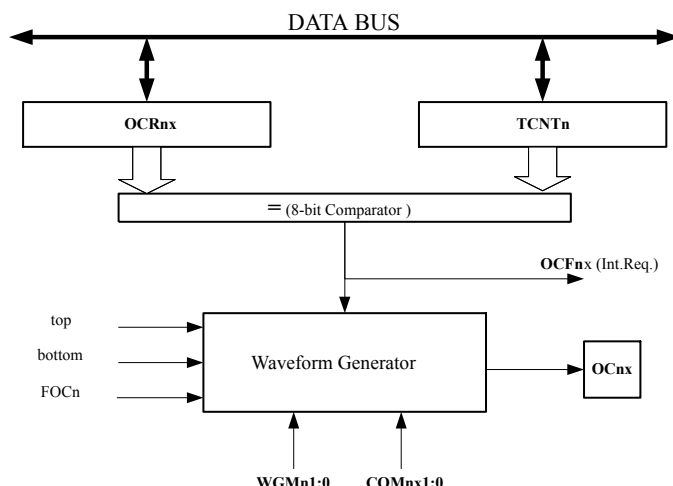 DATA BUS
OCRnx
TCNTn
= (8-bit Comparator )
OCFnx (Int.Req.)
top
bottom
FOCn
Waveform Generator
OCnx
WGMn1:0
COMnx1:0